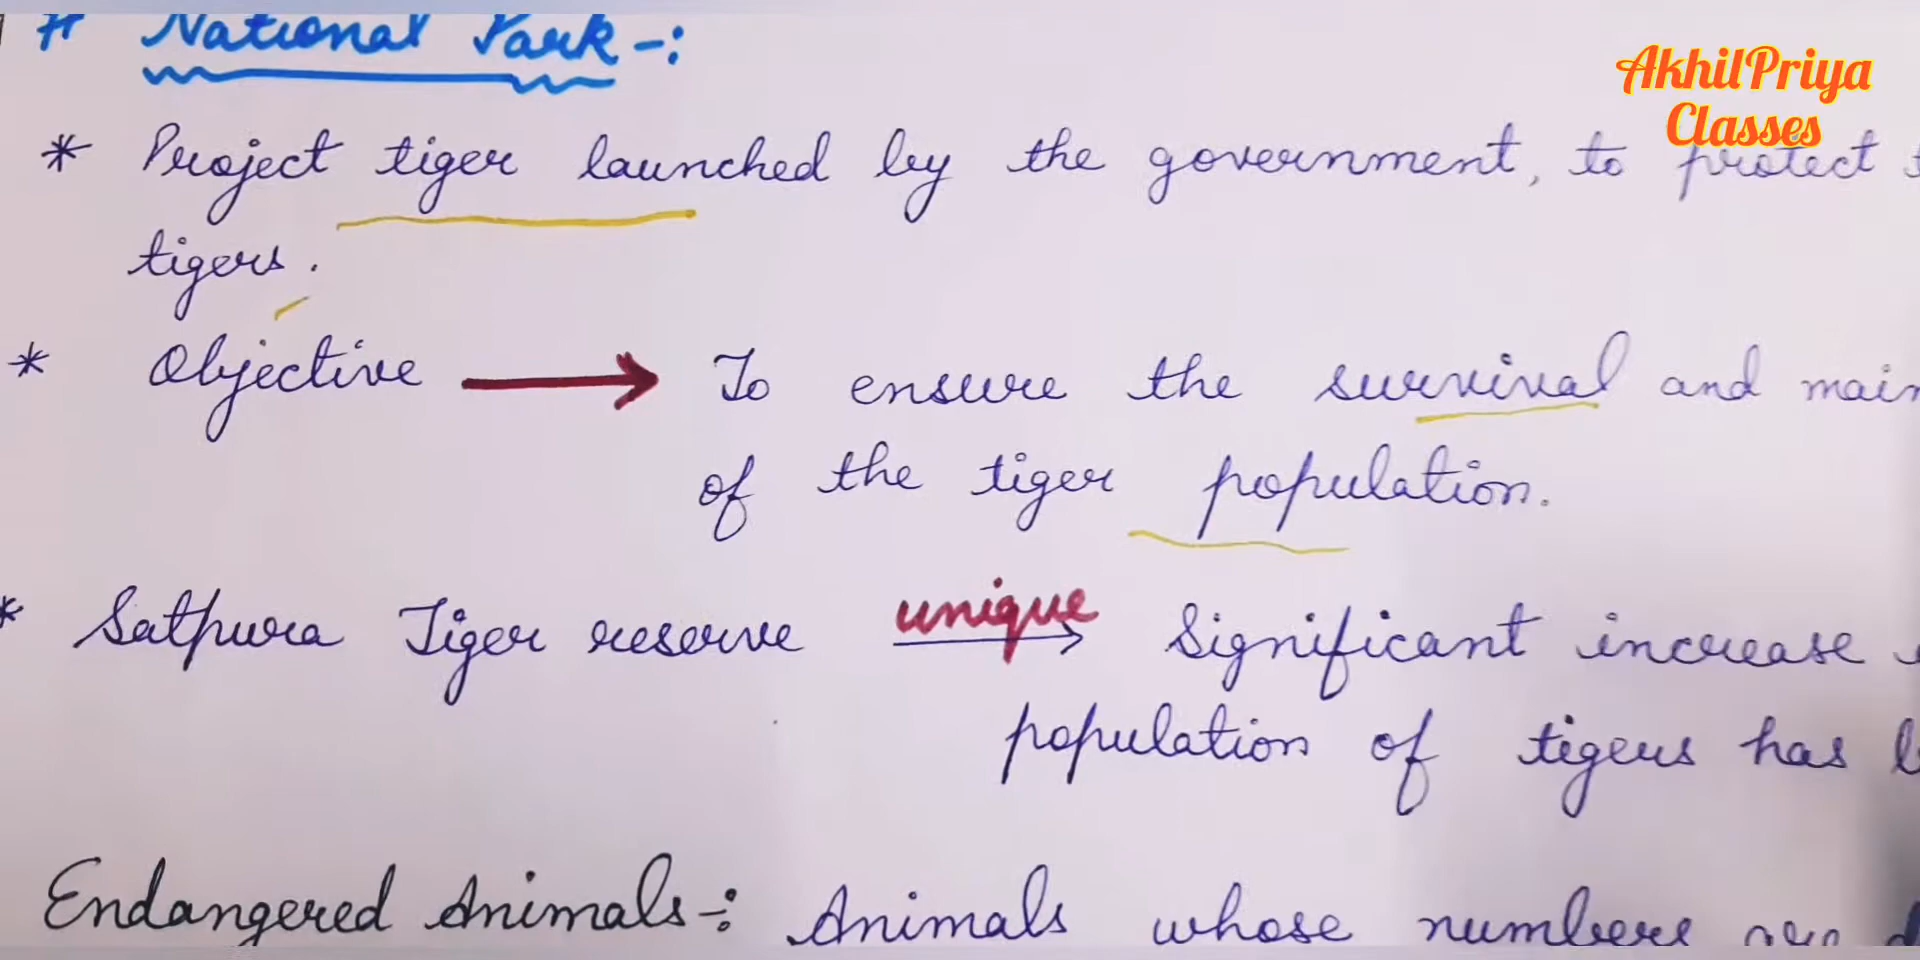 # National Park-:
AkhilPriya
Classes
* Project tiger launched by the government, to protect
tigers.
* Objective → To ensure the survival and
of the tiger population.
* Satpura Tiger reserve unique → Significant increase
population of tigers has
Endangered Animals-: Animals whose numbers are